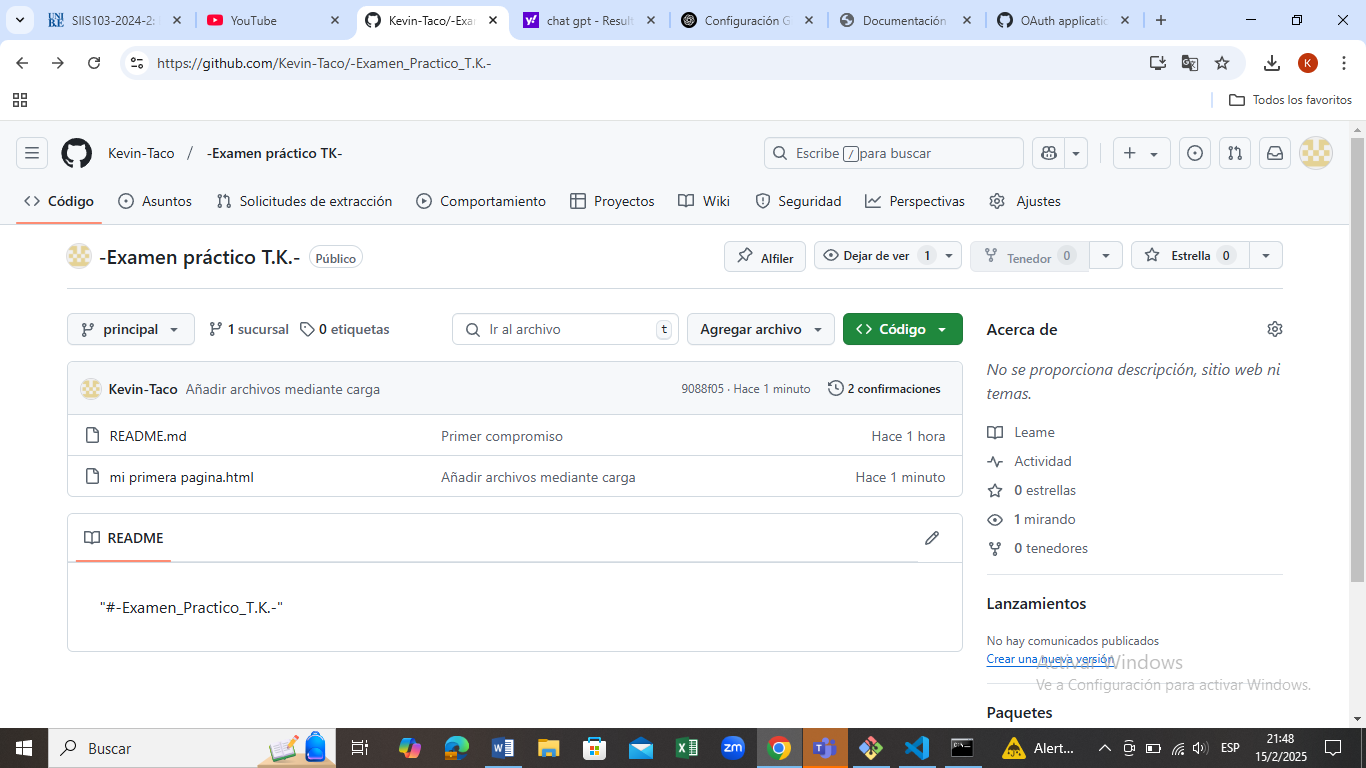 SIIS103-2024-2:
YouTube
Kevin-Taco/-Exa
chat gpt - Result
Configuración G
Documentación
OAuth applicatio
https://github.com/Kevin-Taco/-Examen_Practico_T.K.-
K
Todos los favoritos
Kevin-Taco / -Examen práctico TK-
Escribe / para buscar
Código
Asuntos
Solicitudes de extracción
Comportamiento
Proyectos
Wiki
Seguridad
Perspectivas
Ajustes
-Examen práctico T.K.- Público
Alfiler
Dejar de ver 1
Tenedor 0
Estrella 0
principal
1 sucursal
0 etiquetas
Ir al archivo t
Agregar archivo
Código
Acerca de
No se proporciona descripción, sitio web ni
temas.
Kevin-Taco Añadir archivos mediante carga 9088f05 · Hace 1 minuto 2 confirmaciones
README.md Primer compromiso Hace 1 hora
mi primera pagina.html Añadir archivos mediante carga Hace 1 minuto
Leame
Actividad
0 estrellas
1 mirando
0 tenedores
README
"#-Examen_Practico_T.K.-"
Lanzamientos
No hay comunicados publicados
Crear una nueva versión
Activar Windows
Ve a Configuración para activar Windows.
Paquetes
Buscar
zm
Alert...
ESP
21:48
15/2/2025